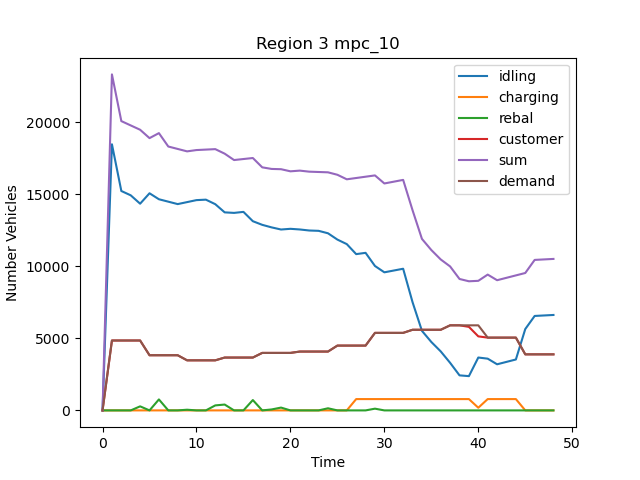 Region 3 mpc_10
idling
charging
rebal
customer
sum
demand
20000
15000
10000
5000
0
Number Vehicles
0 10 20 30 40 50
Time